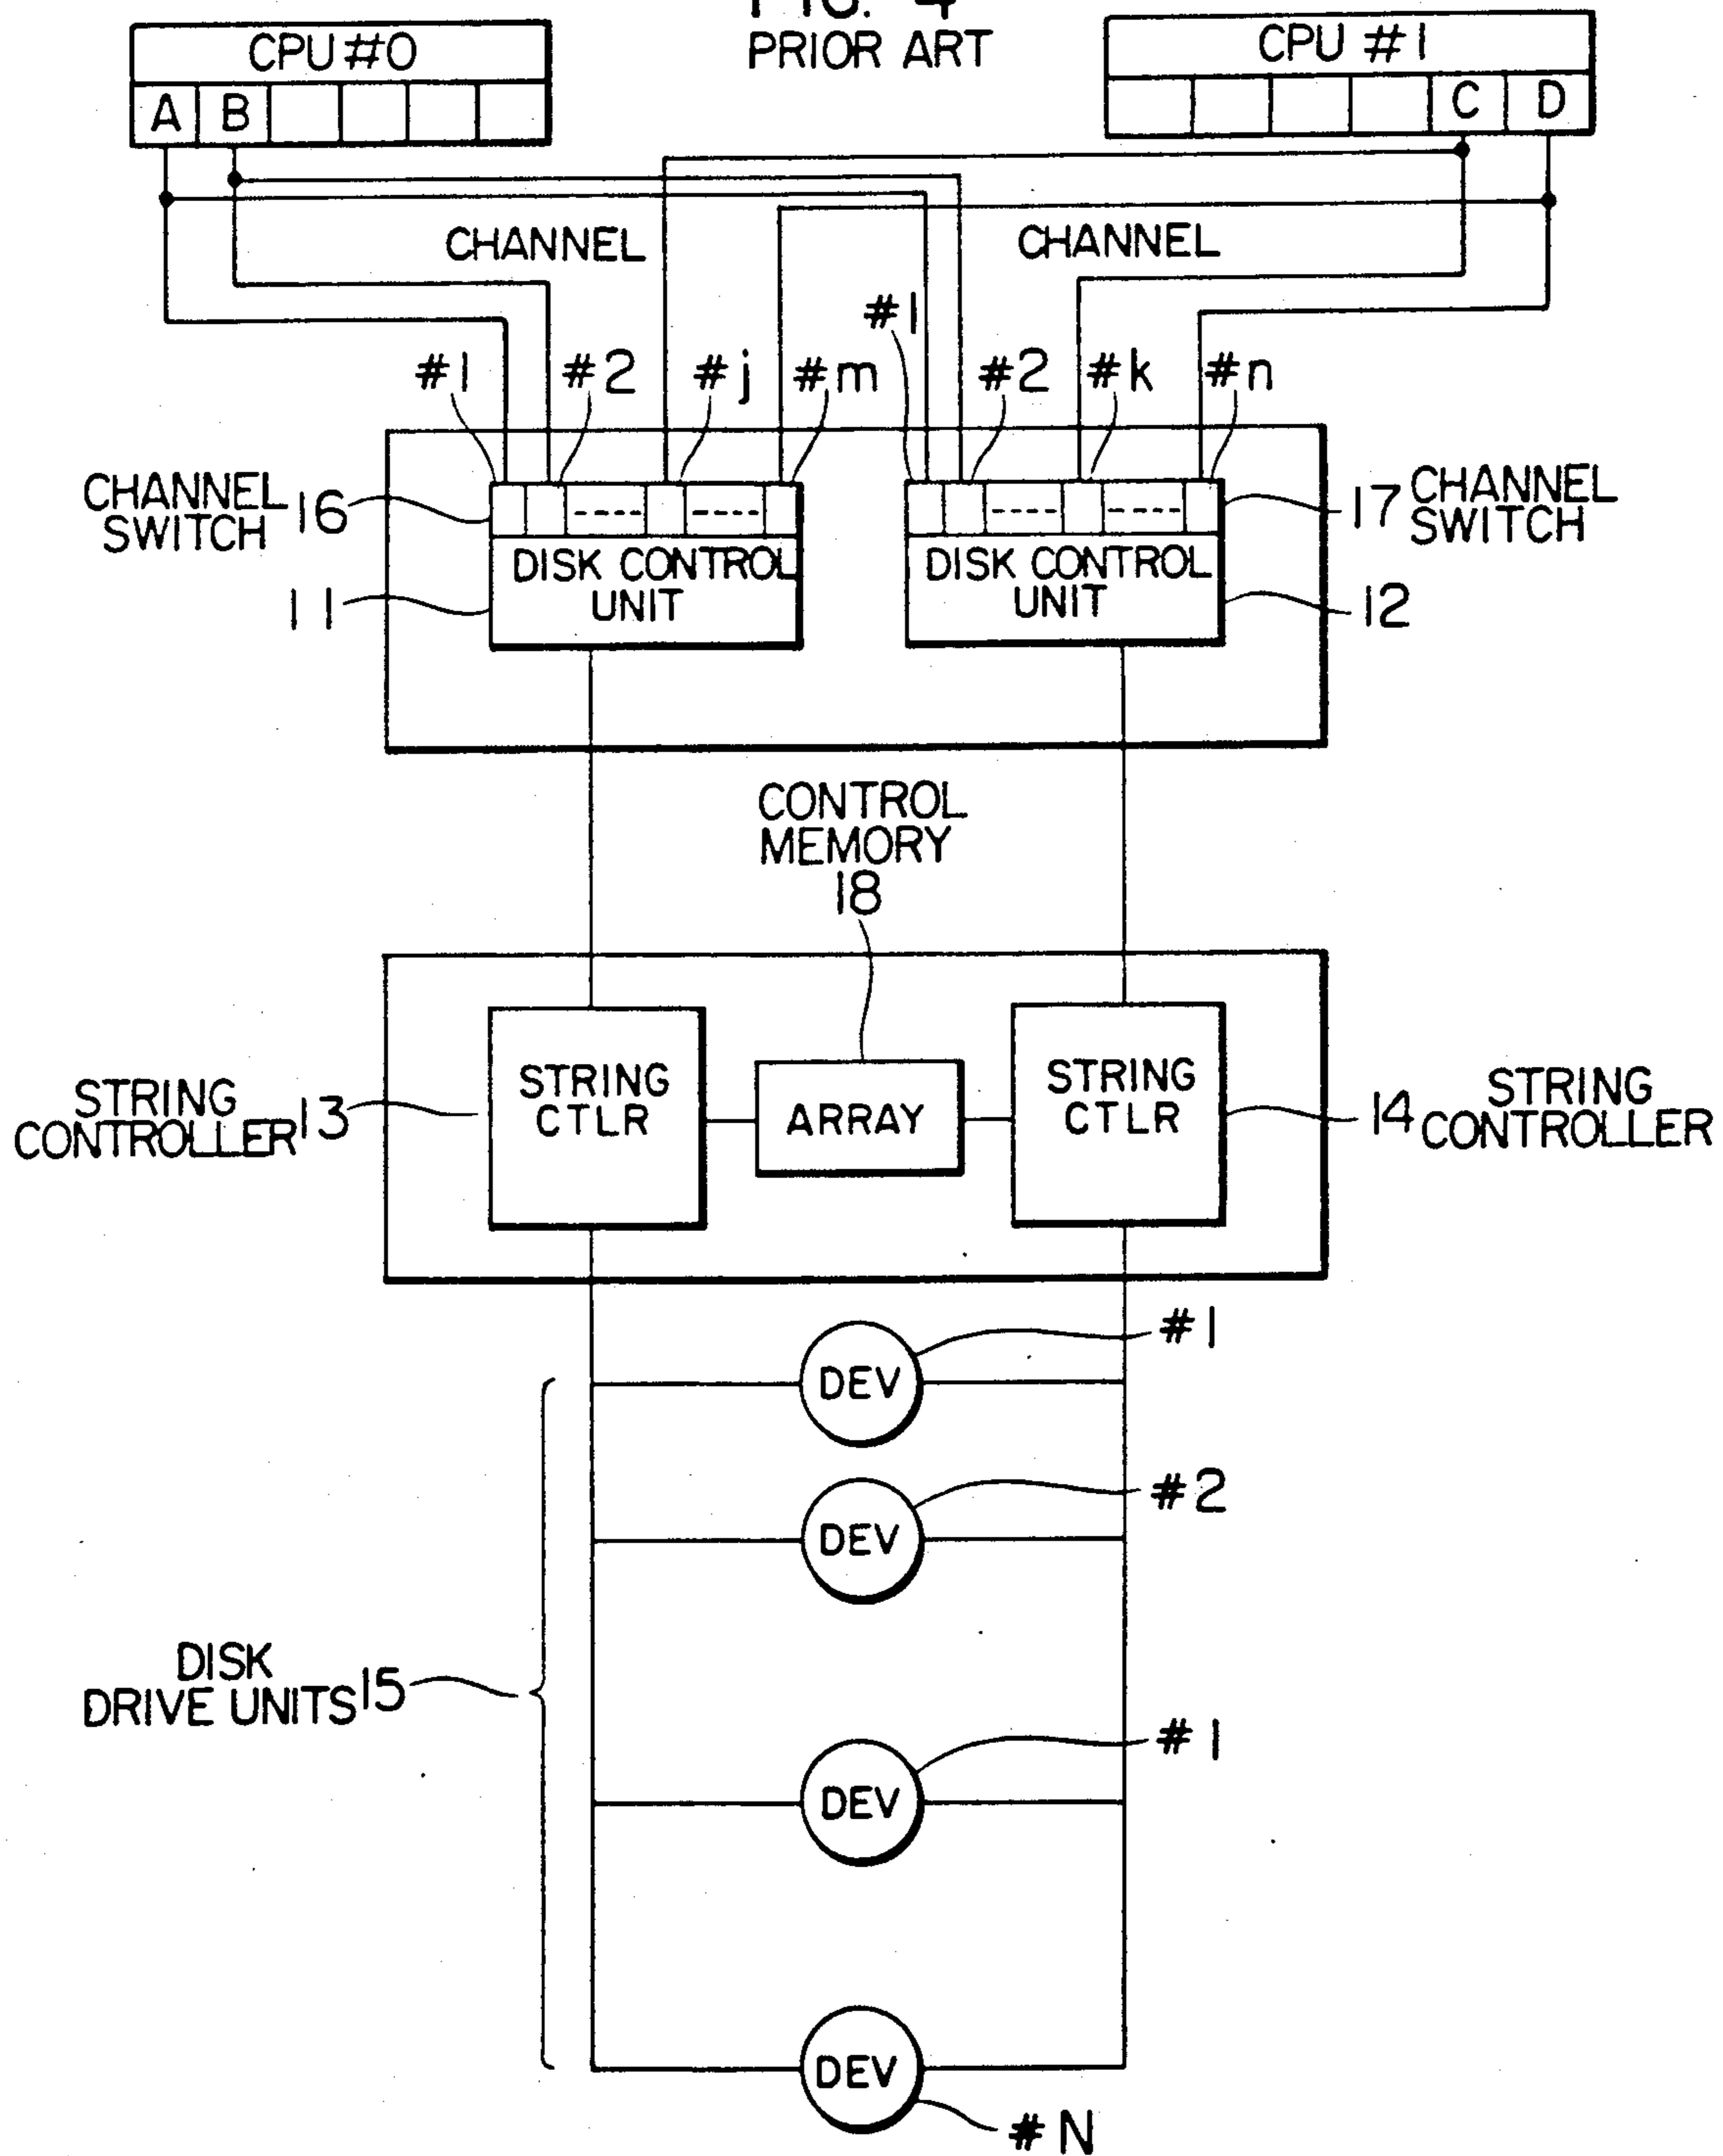 FIG. 4
PRIOR ART
CPU #0
A B
CPU #1
C D
CHANNEL
CHANNEL
#1 #2 #j #m #1 #2 #k #n
CHANNEL
SWITCH 16
17 CHANNEL
SWITCH
DISK CONTROL
UNIT
11
DISK CONTROL
UNIT
12
CONTROL
MEMORY
18
STRING
CONTROLLER 13
STRING
CTLR
ARRAY
STRING
CTLR
14 STRING
CONTROLLER
DEV #1
DEV #2
DISK
DRIVE UNITS 15
DEV #1
DEV
#N